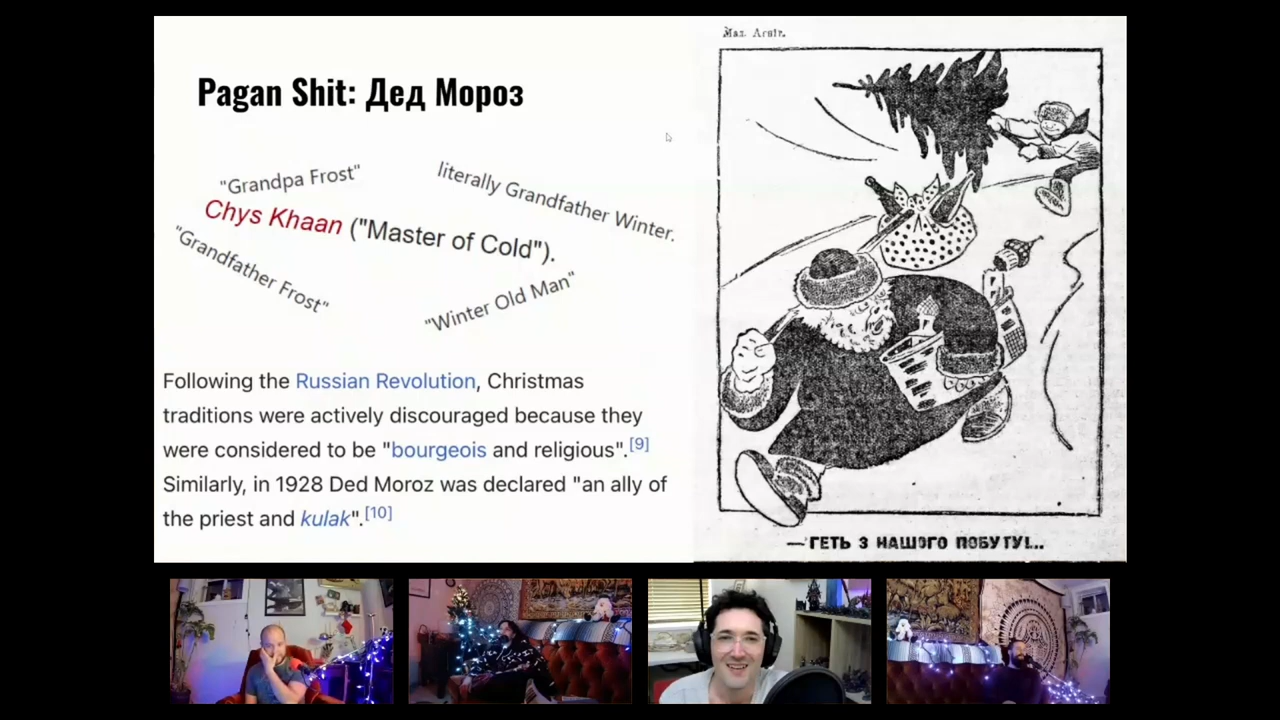 Pagan Shit: Дед Мороз
"Grandpa Frost"
literally Grandfather Winter.
Chys Khaan ("Master of Cold").
"Grandfather Frost"
"Winter Old Man"
Following the Russian Revolution, Christmas
traditions were actively discouraged because they
were considered to be "bourgeois and religious".[9]
Similarly, in 1928 Ded Moroz was declared "an ally of
the priest and kulak".[10]
— ГЕТЬ З НАШОГО ПОБУТУ!...